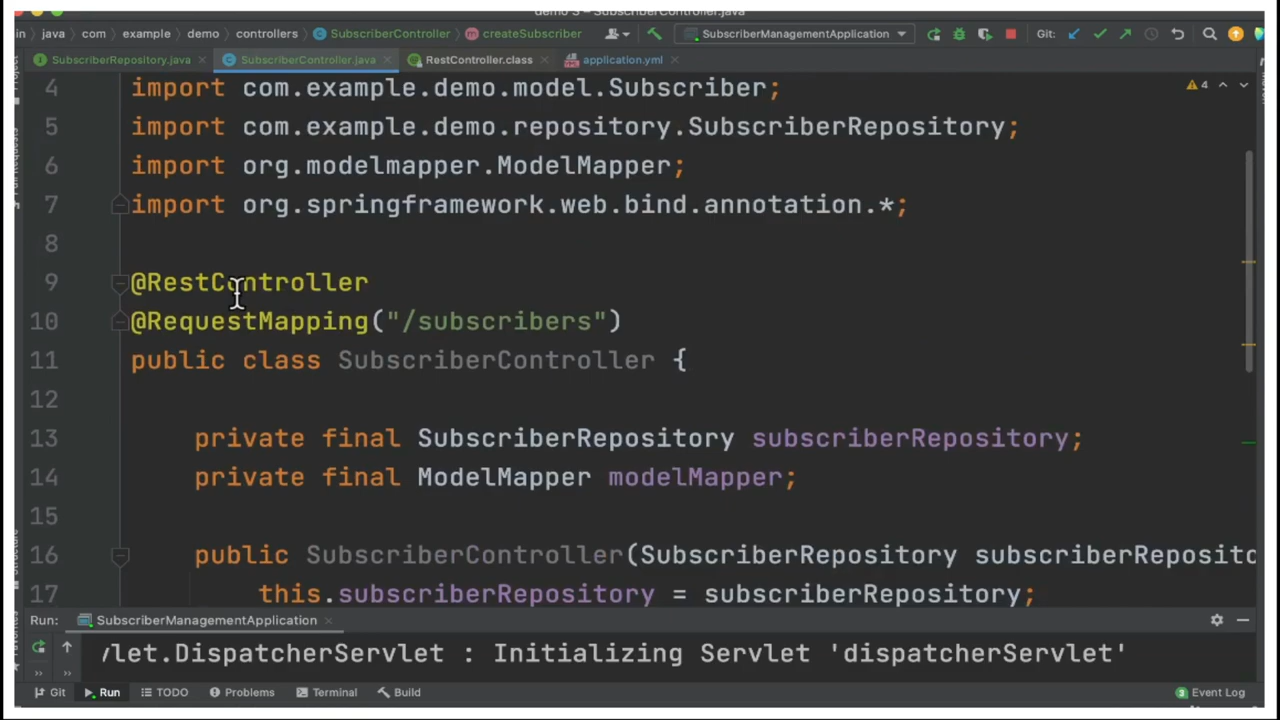 demo 3 – SubscriberController.java
in java com example demo controllers SubscriberController createSubscriber SubscriberManagementApplication Git:
SubscriberRepository.java SubscriberController.java RestController.class application.yml
4 import com.example.demo.model.Subscriber; 4
5 import com.example.demo.repository.SubscriberRepository;
6 import org.modelmapper.ModelMapper;
7 import org.springframework.web.bind.annotation.*;
8
9 @RestController
10 @RequestMapping("/subscribers")
11 public class SubscriberController {
12
13 private final SubscriberRepository subscriberRepository;
14 private final ModelMapper modelMapper;
15
16 public SubscriberController(SubscriberRepository subscriberReposito
17 this.subscriberRepository = subscriberRepository;
Run: SubscriberManagementApplication
vlet.DispatcherServlet : Initializing Servlet 'dispatcherServlet'
Git Run TODO Problems Terminal Build 3 Event Log